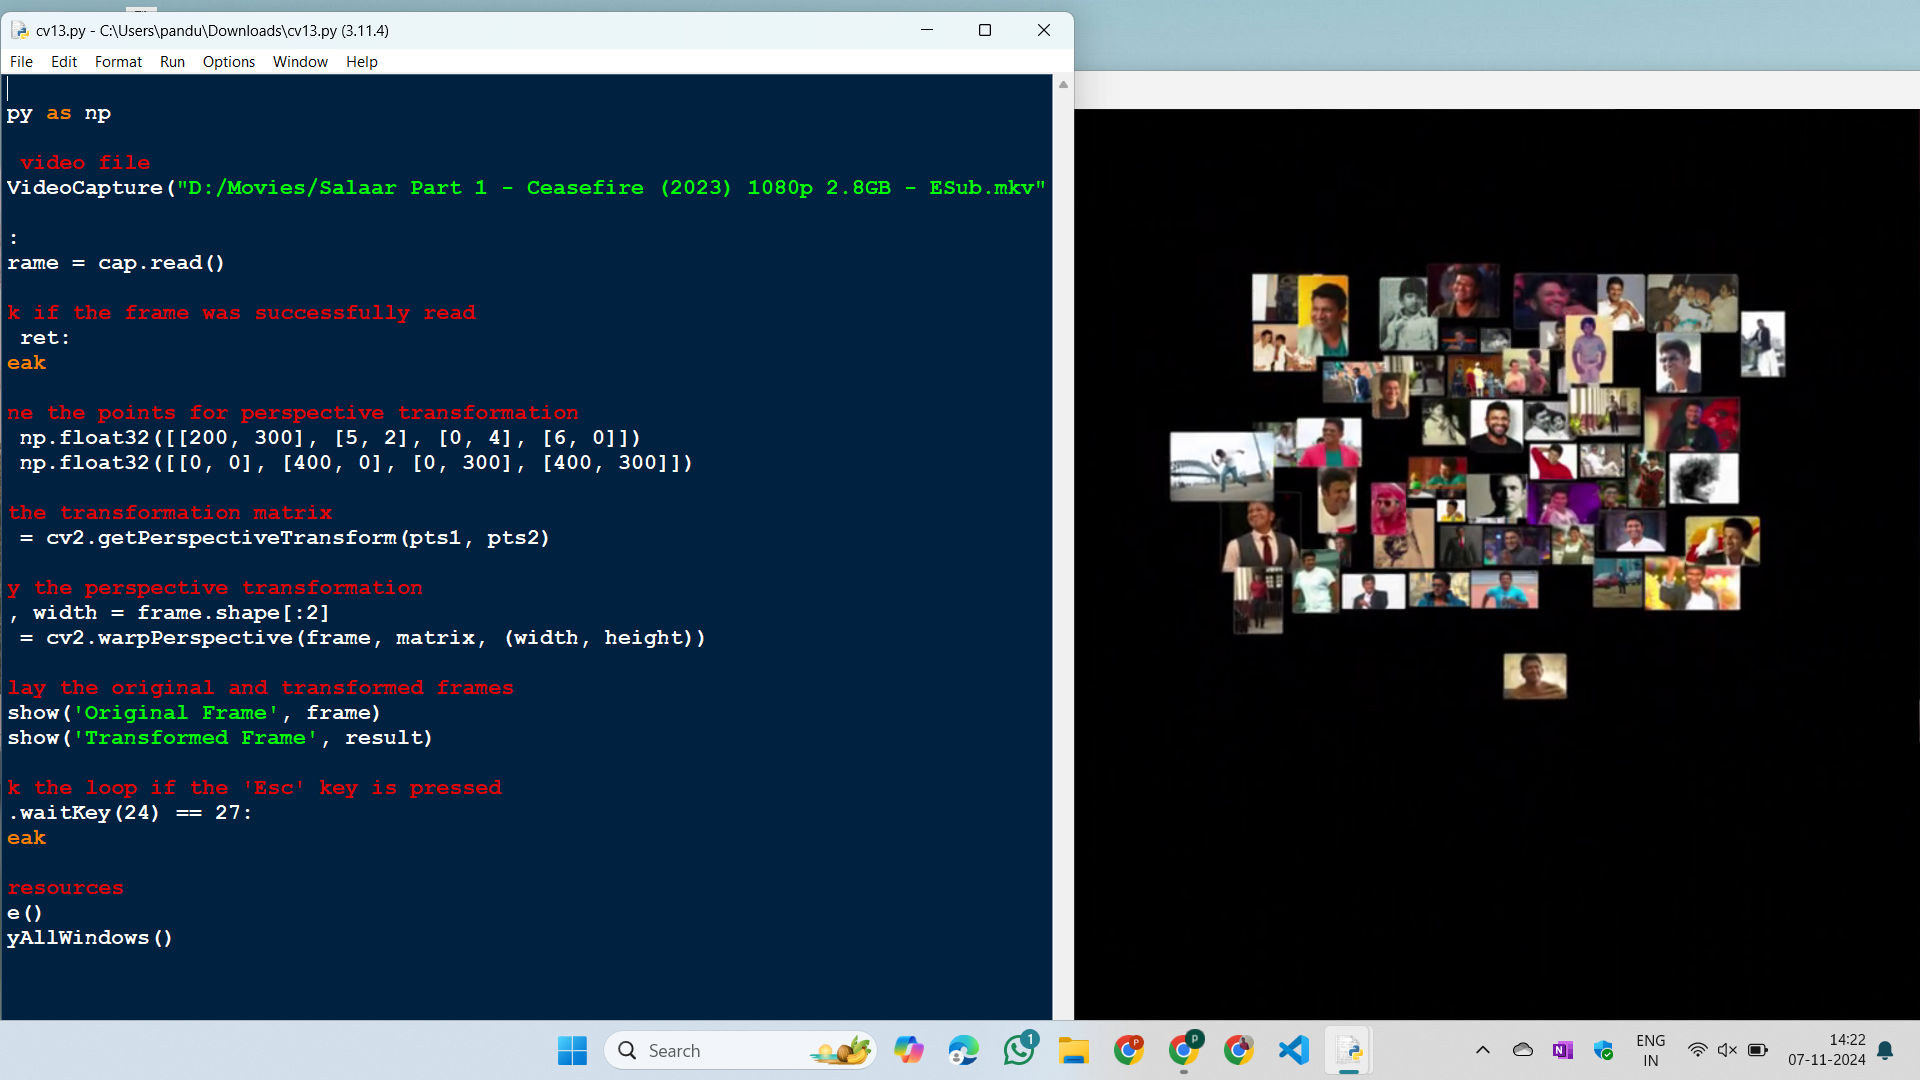 cv13.py - C:\Users\pandu\Downloads\cv13.py (3.11.4)
File Edit Format Run Options Window Help
py as np
video file
VideoCapture("D:/Movies/Salaar Part 1 - Ceasefire (2023) 1080p 2.8GB - ESub.mkv"
:
rame = cap.read()
k if the frame was successfully read
ret:
eak
ne the points for perspective transformation
np.float32([[200, 300], [5, 2], [0, 4], [6, 0]])
np.float32([[0, 0], [400, 0], [0, 300], [400, 300]])
the transformation matrix
= cv2.getPerspectiveTransform(pts1, pts2)
y the perspective transformation
, width = frame.shape[:2]
= cv2.warpPerspective(frame, matrix, (width, height))
lay the original and transformed frames
show('Original Frame', frame)
show('Transformed Frame', result)
k the loop if the 'Esc' key is pressed
.waitKey(24) == 27:
eak
resources
e()
yAllWindows()
Search
1
P
p
N
ENG
IN
14:22
07-11-2024